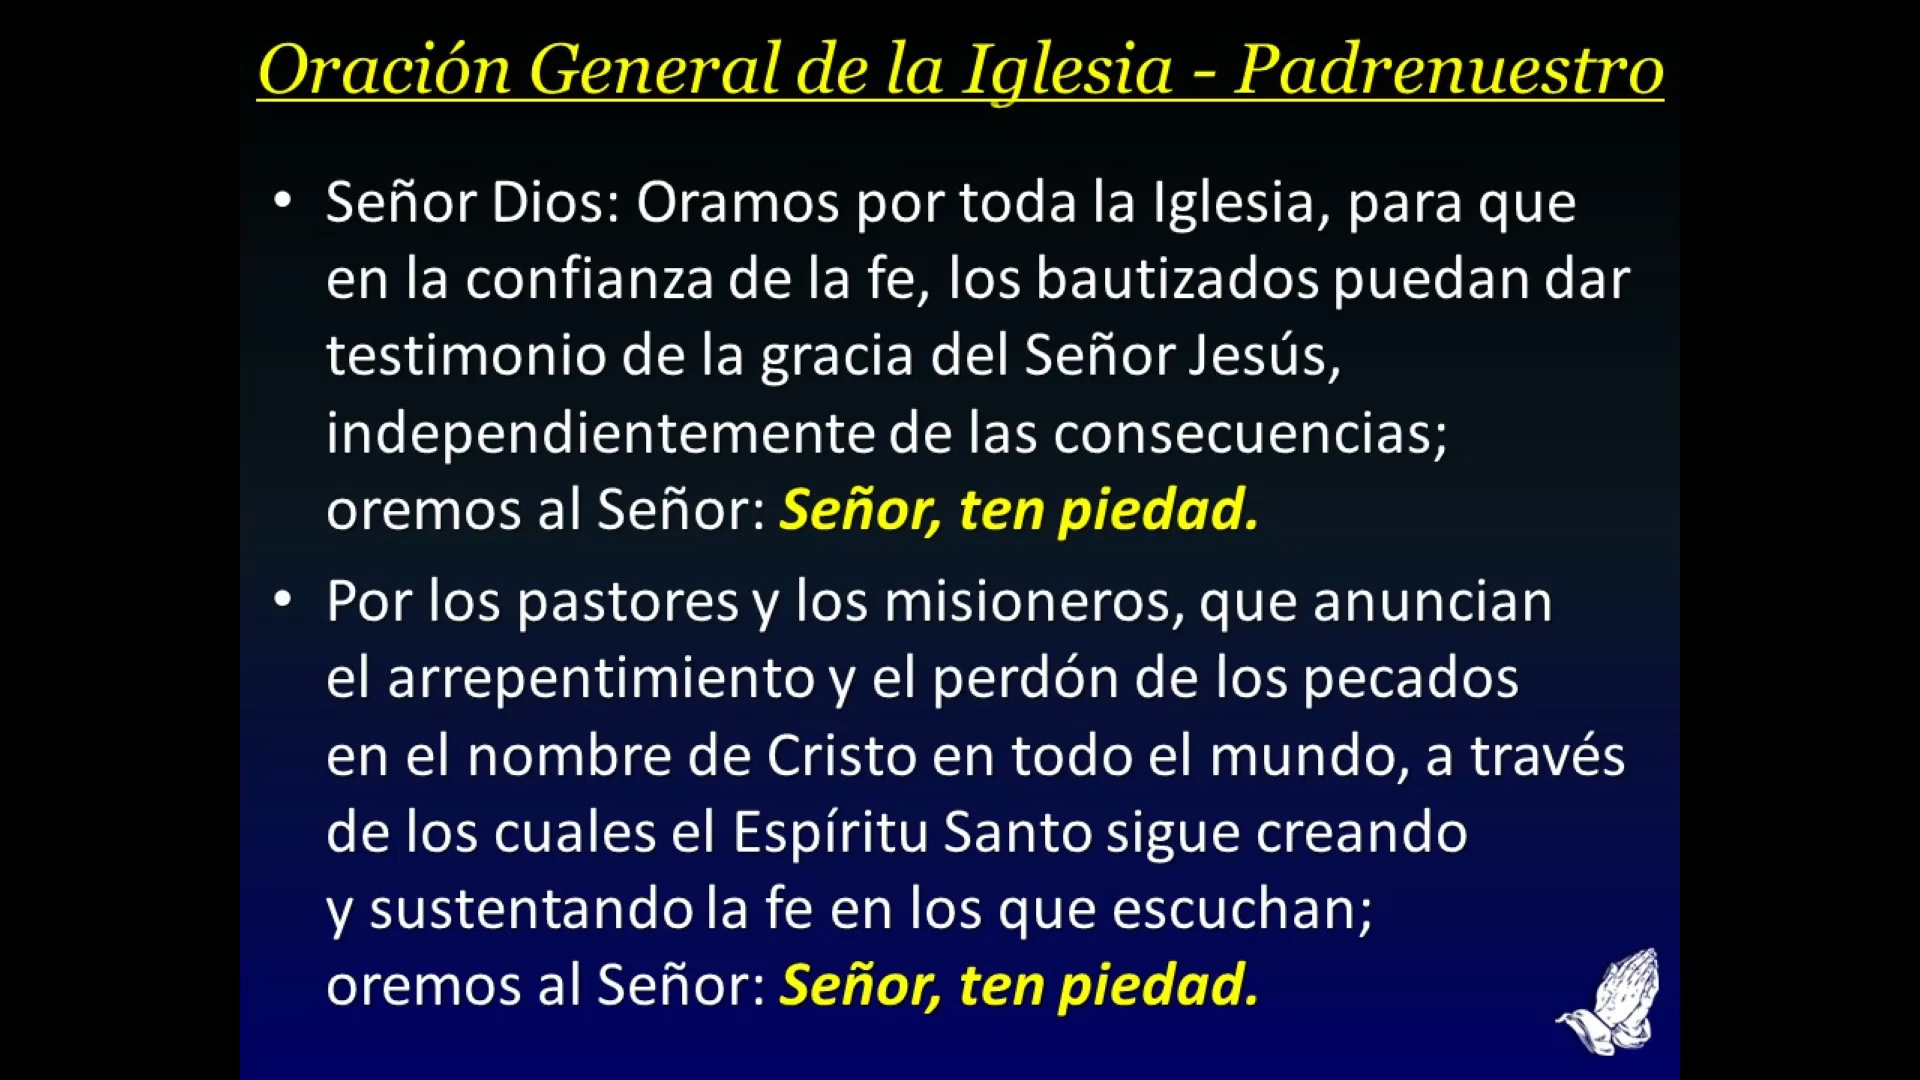 Oración General de la Iglesia - Padrenuestro
• Señor Dios: Oramos por toda la Iglesia, para que
en la confianza de la fe, los bautizados puedan dar
testimonio de la gracia del Señor Jesús,
independientemente de las consecuencias;
oremos al Señor: Señor, ten piedad.
• Por los pastores y los misioneros, que anuncian
el arrepentimiento y el perdón de los pecados
en el nombre de Cristo en todo el mundo, a través
de los cuales el Espíritu Santo sigue creando
y sustentando la fe en los que escuchan;
oremos al Señor: Señor, ten piedad.